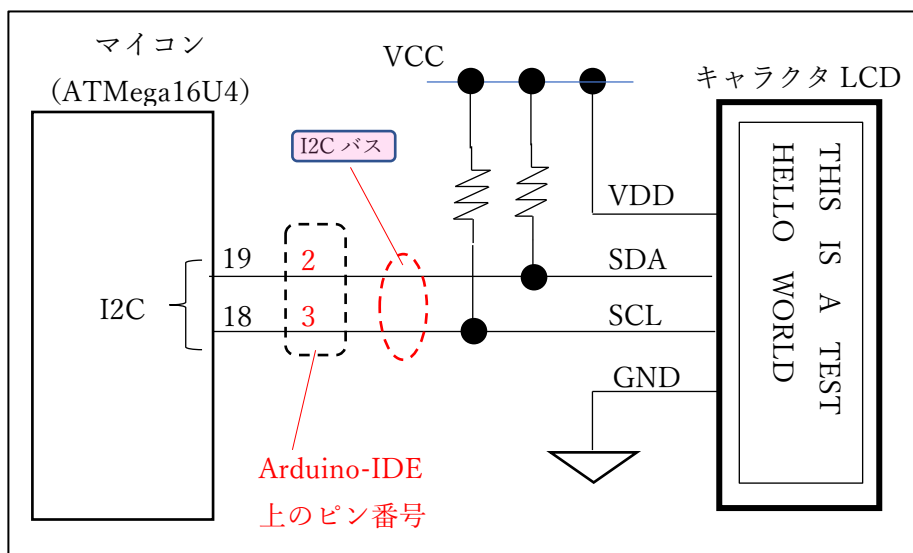 マイコン
（ATMega16U4）
VCC
キャラクタ LCD
I2C バス
VDD
THIS IS A TEST
HELLO WORLD
19
2
SDA
I2C
18
3
SCL
GND
Arduino-IDE
上のピン番号